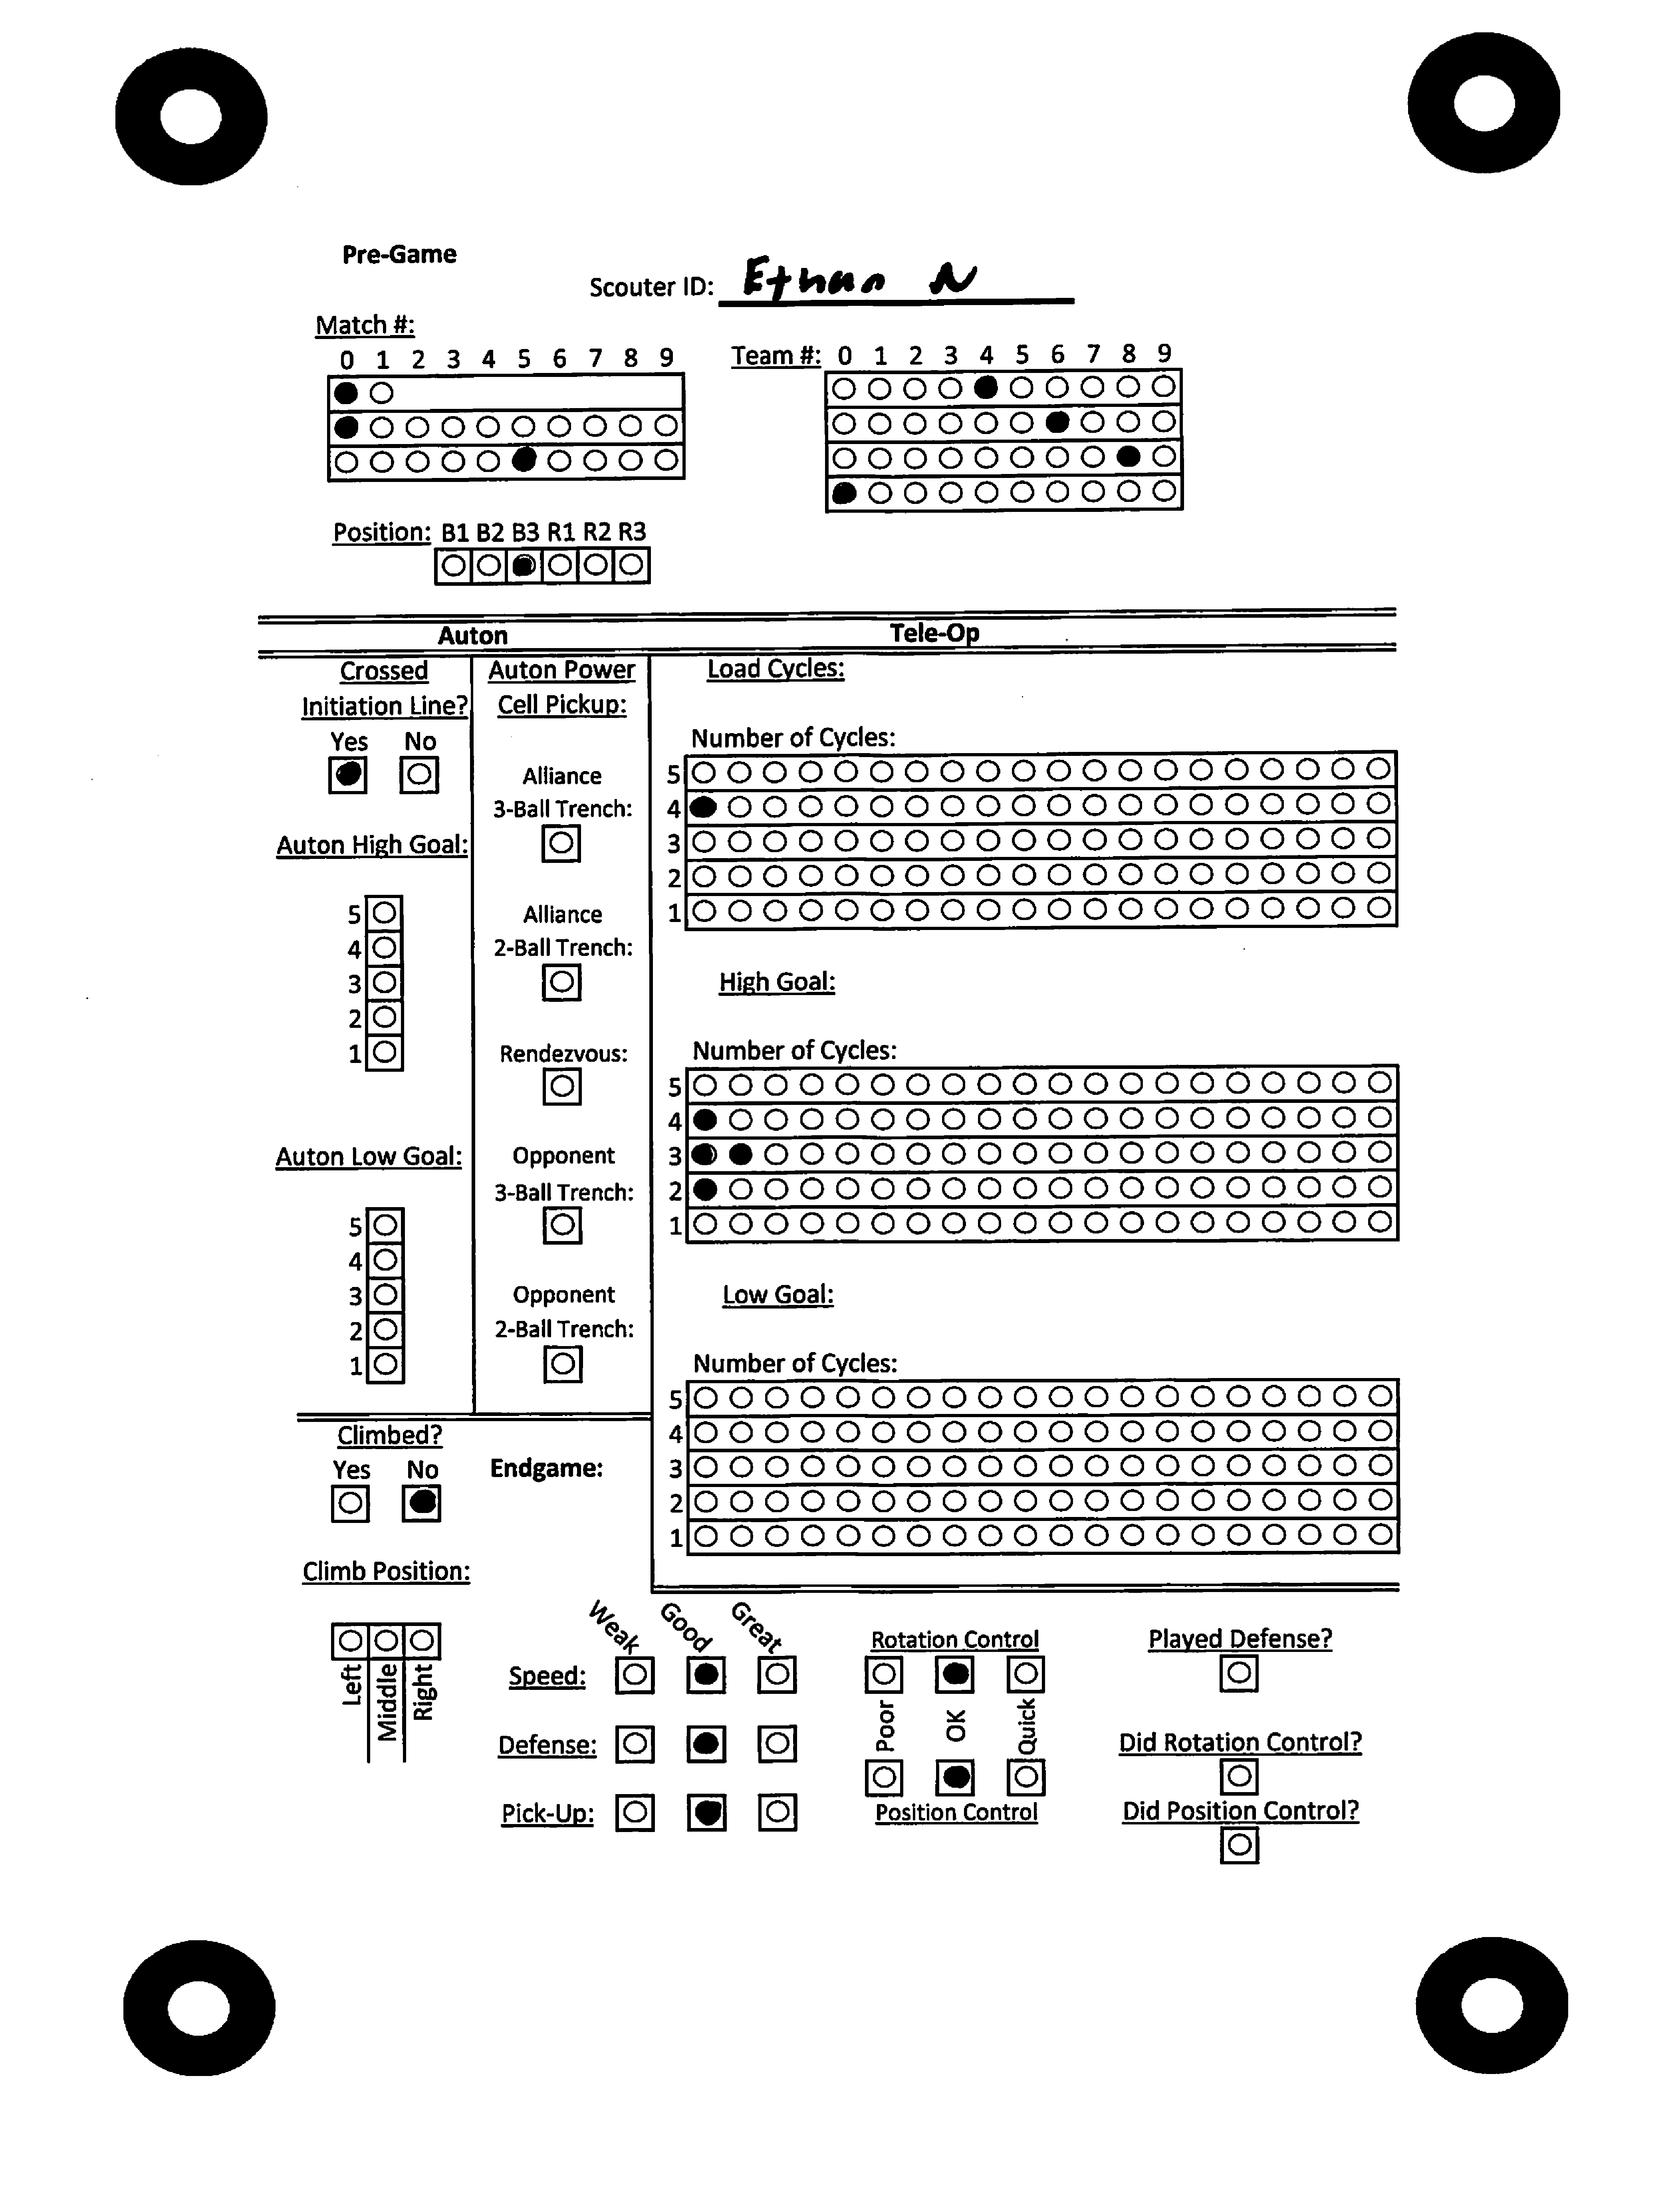 Pre-Game
Scouter ID: Ethan N
Match #:
0 1 2 3 4 5 6 7 8 9
Team #: 0 1 2 3 4 5 6 7 8 9
Position: B1 B2 B3 R1 R2 R3
Auton
Tele-Op
Crossed
Initiation Line?
Yes No
Auton High Goal:
5
4
3
2
1
Auton Low Goal:
5
4
3
2
1
Auton Power
Cell Pickup:
Alliance
3-Ball Trench:
Alliance
2-Ball Trench:
Rendezvous:
Opponent
3-Ball Trench:
Opponent
2-Ball Trench:
Load Cycles:
Number of Cycles:
5
4
3
2
1
High Goal:
Number of Cycles:
5
4
3
2
1
Low Goal:
Number of Cycles:
5
4
3
2
1
Climbed?
Yes No
Endgame:
Climb Position:
Left
Middle
Right
Weak Good Great
Speed:
Defense:
Pick-Up:
Rotation Control
Poor OK Quick
Position Control
Played Defense?
Did Rotation Control?
Did Position Control?